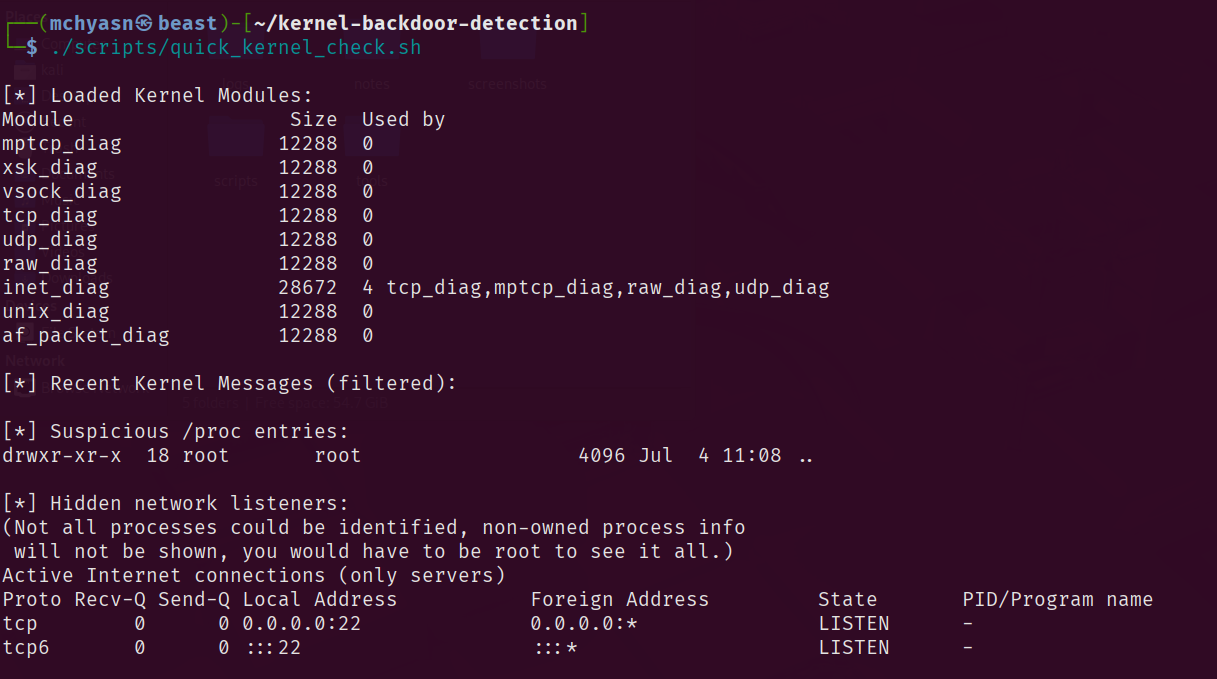 (mchyasn㉿beast)-[~/kernel-backdoor-detection]
$ ./scripts/quick_kernel_check.sh
[*] Loaded Kernel Modules:
Module                  Size  Used by
mptcp_diag             12288  0
xsk_diag               12288  0
vsock_diag             12288  0
tcp_diag               12288  0
udp_diag               12288  0
raw_diag               12288  0
inet_diag              28672  4 tcp_diag,mptcp_diag,raw_diag,udp_diag
unix_diag              12288  0
af_packet_diag         12288  0
[*] Recent Kernel Messages (filtered):
[*] Suspicious /proc entries:
drwxr-xr-x  18 root       root                  4096 Jul  4 11:08 ..
[*] Hidden network listeners:
(Not all processes could be identified, non-owned process info
 will not be shown, you would have to be root to see it all.)
Active Internet connections (only servers)
Proto Recv-Q Send-Q Local Address           Foreign Address         State       PID/Program name
tcp        0      0 0.0.0.0:22              0.0.0.0:*               LISTEN      -
tcp6       0      0 :::22                   :::*                    LISTEN      -
notes
screenshots
scripts
Network